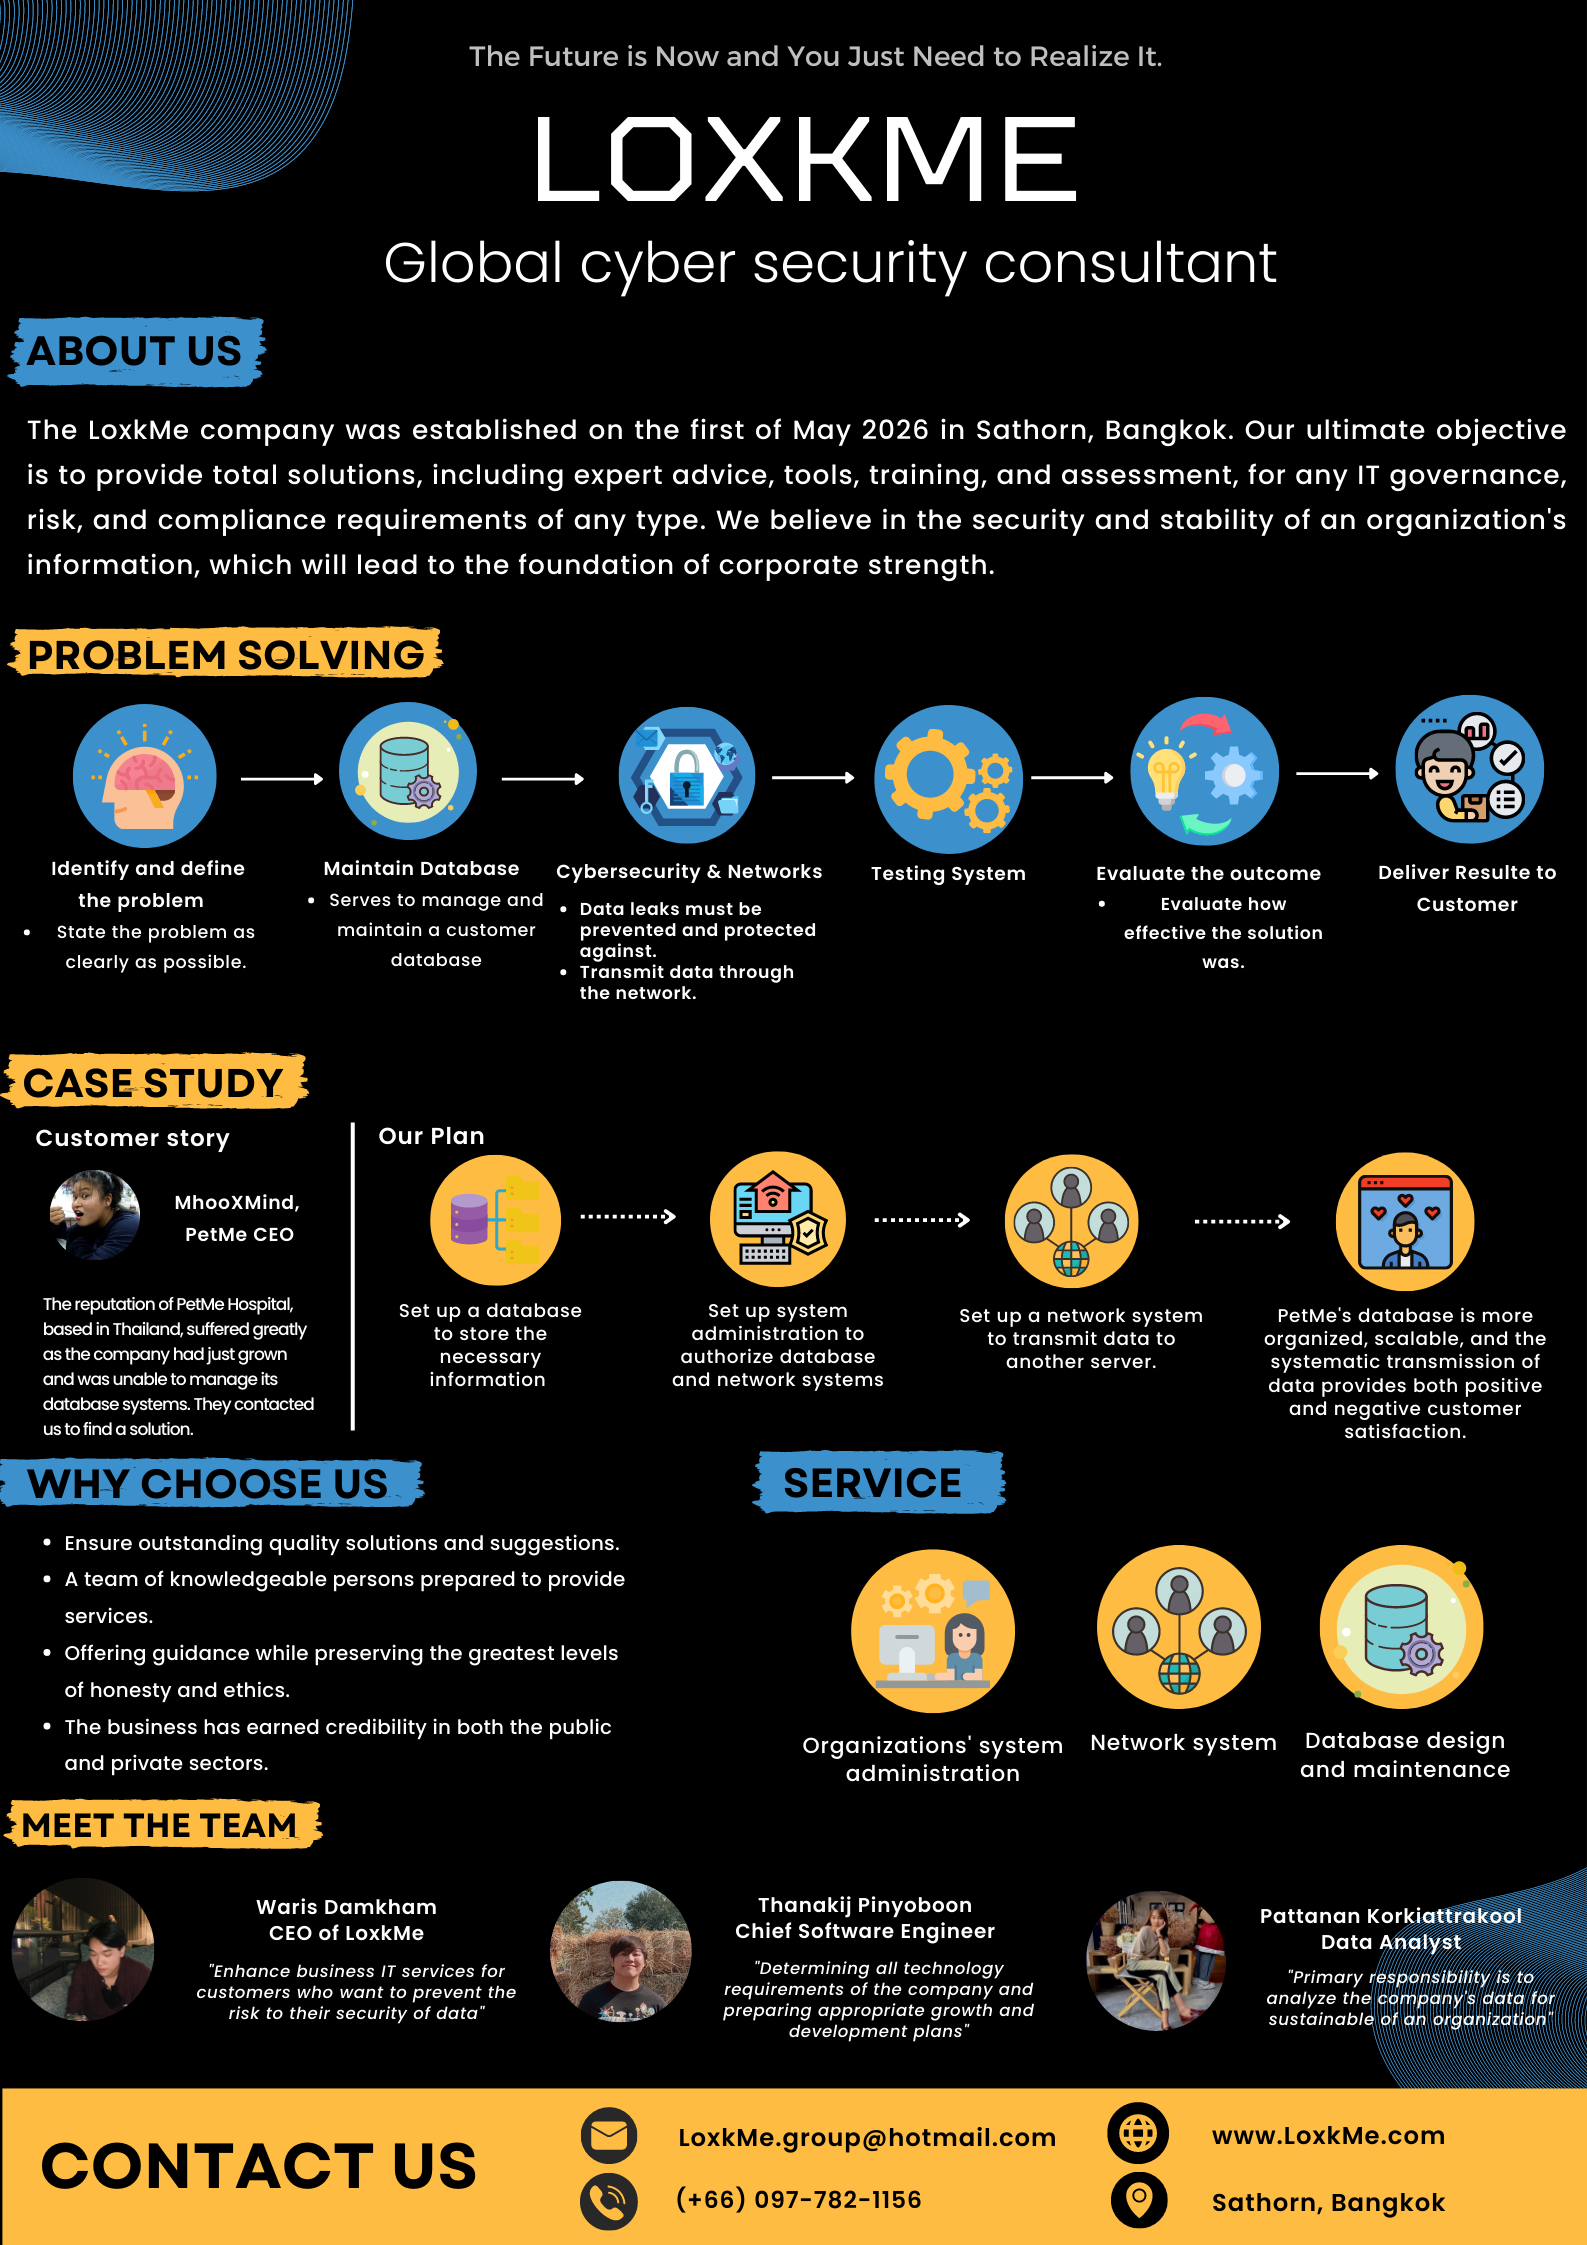 The Future is Now and You Just Need to Realize It.
LOXKME
Global cyber security consultant
ABOUT US
The LoxkMe company was established on the first of May 2026 in Sathorn, Bangkok. Our ultimate objective
is to provide total solutions, including expert advice, tools, training, and assessment, for any IT governance,
risk, and compliance requirements of any type. We believe in the security and stability of an organization's
information, which will lead to the foundation of corporate strength.
PROBLEM SOLVING
Identify and define
the problem
• State the problem as
clearly as possible.
Maintain Database
• Serves to manage and
maintain a customer
database
Cybersecurity & Networks
• Data leaks must be
prevented and protected
against.
• Transmit data through
the network.
Testing System
Evaluate the outcome
• Evaluate how
effective the solution
was.
Deliver Resulte to
Customer
CASE STUDY
Customer story
MhooXMind,
PetMe CEO
The reputation of PetMe Hospital,
based in Thailand, suffered greatly
as the company had just grown
and was unable to manage its
database systems. They contacted
us to find a solution.
Our Plan
Set up a database
to store the
necessary
information
Set up system
administration to
authorize database
and network systems
Set up a network system
to transmit data to
another server.
PetMe's database is more
organized, scalable, and the
systematic transmission of
data provides both positive
and negative customer
satisfaction.
WHY CHOOSE US
• Ensure outstanding quality solutions and suggestions.
• A team of knowledgeable persons prepared to provide
services.
• Offering guidance while preserving the greatest levels
of honesty and ethics.
• The business has earned credibility in both the public
and private sectors.
SERVICE
Organizations' system
administration
Network system
Database design
and maintenance
MEET THE TEAM
Waris Damkham
CEO of LoxkMe
"Enhance business IT services for
customers who want to prevent the
risk to their security of data"
Thanakij Pinyoboon
Chief Software Engineer
"Determining all technology
requirements of the company and
preparing appropriate growth and
development plans"
Pattanan Korkiattrakool
Data Analyst
"Primary responsibility is to
analyze the company's data for
sustainable of an organization"
CONTACT US
LoxkMe.group@hotmail.com
(+66) 097-782-1156
www.LoxkMe.com
Sathorn, Bangkok